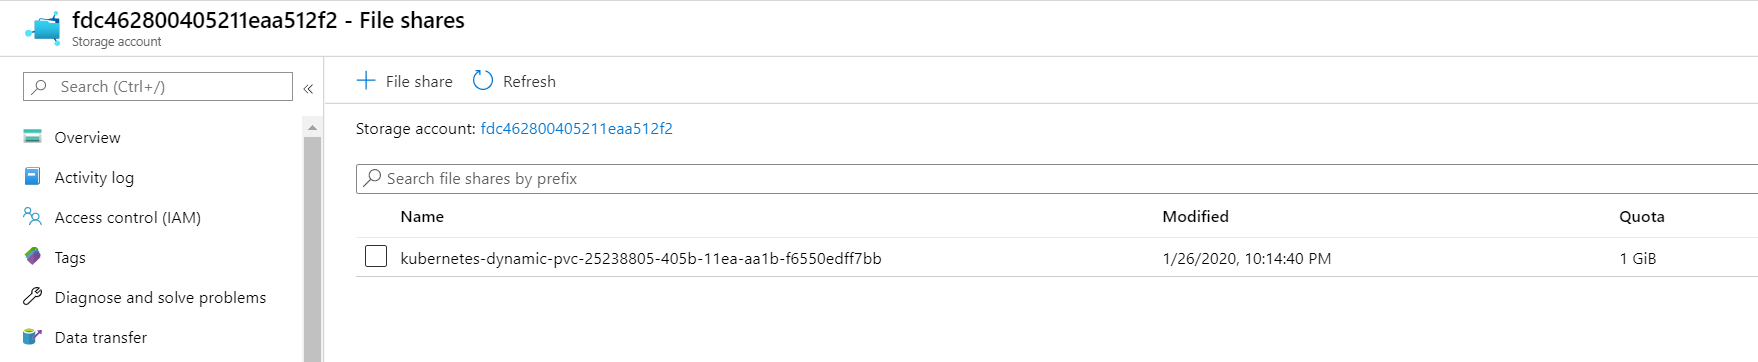 fdc462800405211eaa512f2 - File shares
Storage account
Search (Ctrl+/)
«
File share
Refresh
Overview
Activity log
Access control (IAM)
Tags
Diagnose and solve problems
Data transfer
Storage account: fdc462800405211eaa512f2
Search file shares by prefix
Name Modified Quota
kubernetes-dynamic-pvc-25238805-405b-11ea-aa1b-f6550edff7bb 1/26/2020, 10:14:40 PM 1 GiB